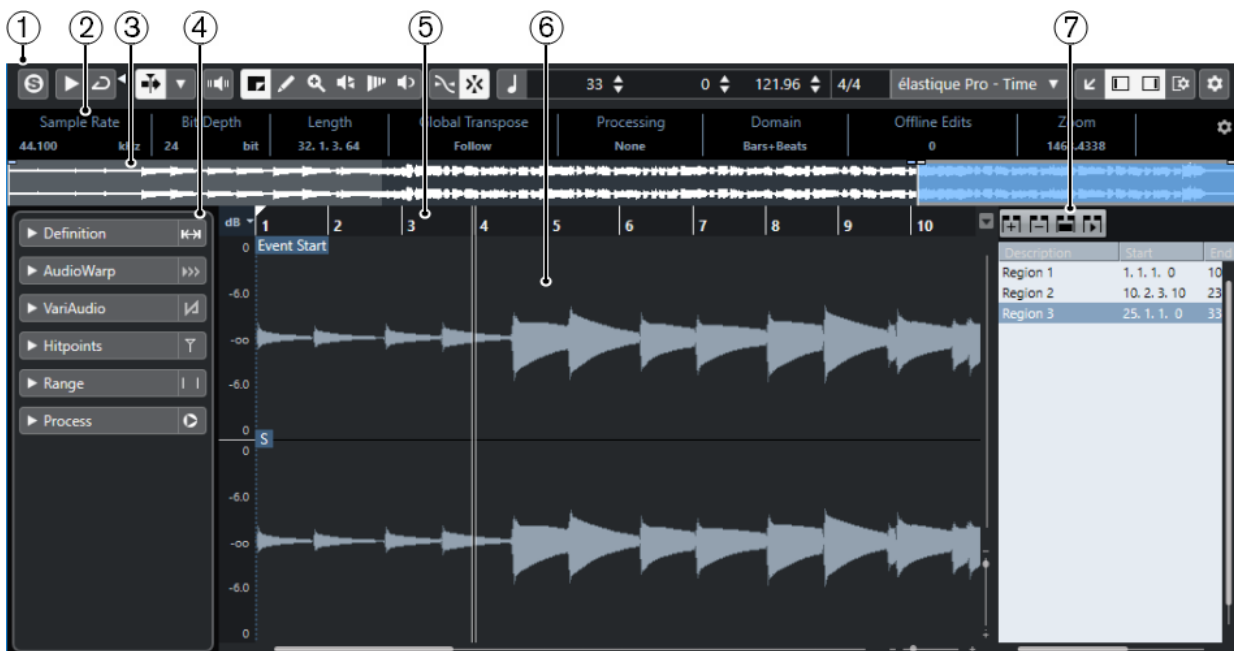 1 2 3 4 5 6 7
33 0 121.96 4/4 élastique Pro - Time
Sample Rate Bit Depth Length Global Transpose Processing Domain Offline Edits Zoom
44.100 kHz 24 bit 32. 1. 3. 64 Follow None Bars+Beats 0
dB 1 2 3 4 5 6 7 8 9 10
Definition
AudioWarp
VariAudio
Hitpoints
Range
Process
Event Start
0
-6.0
-oo
-6.0
0
S
0
-6.0
-oo
-6.0
0
Description Start End
Region 1 1. 1. 1. 0 10
Region 2 10. 2. 3. 10 23
Region 3 25. 1. 1. 0 33